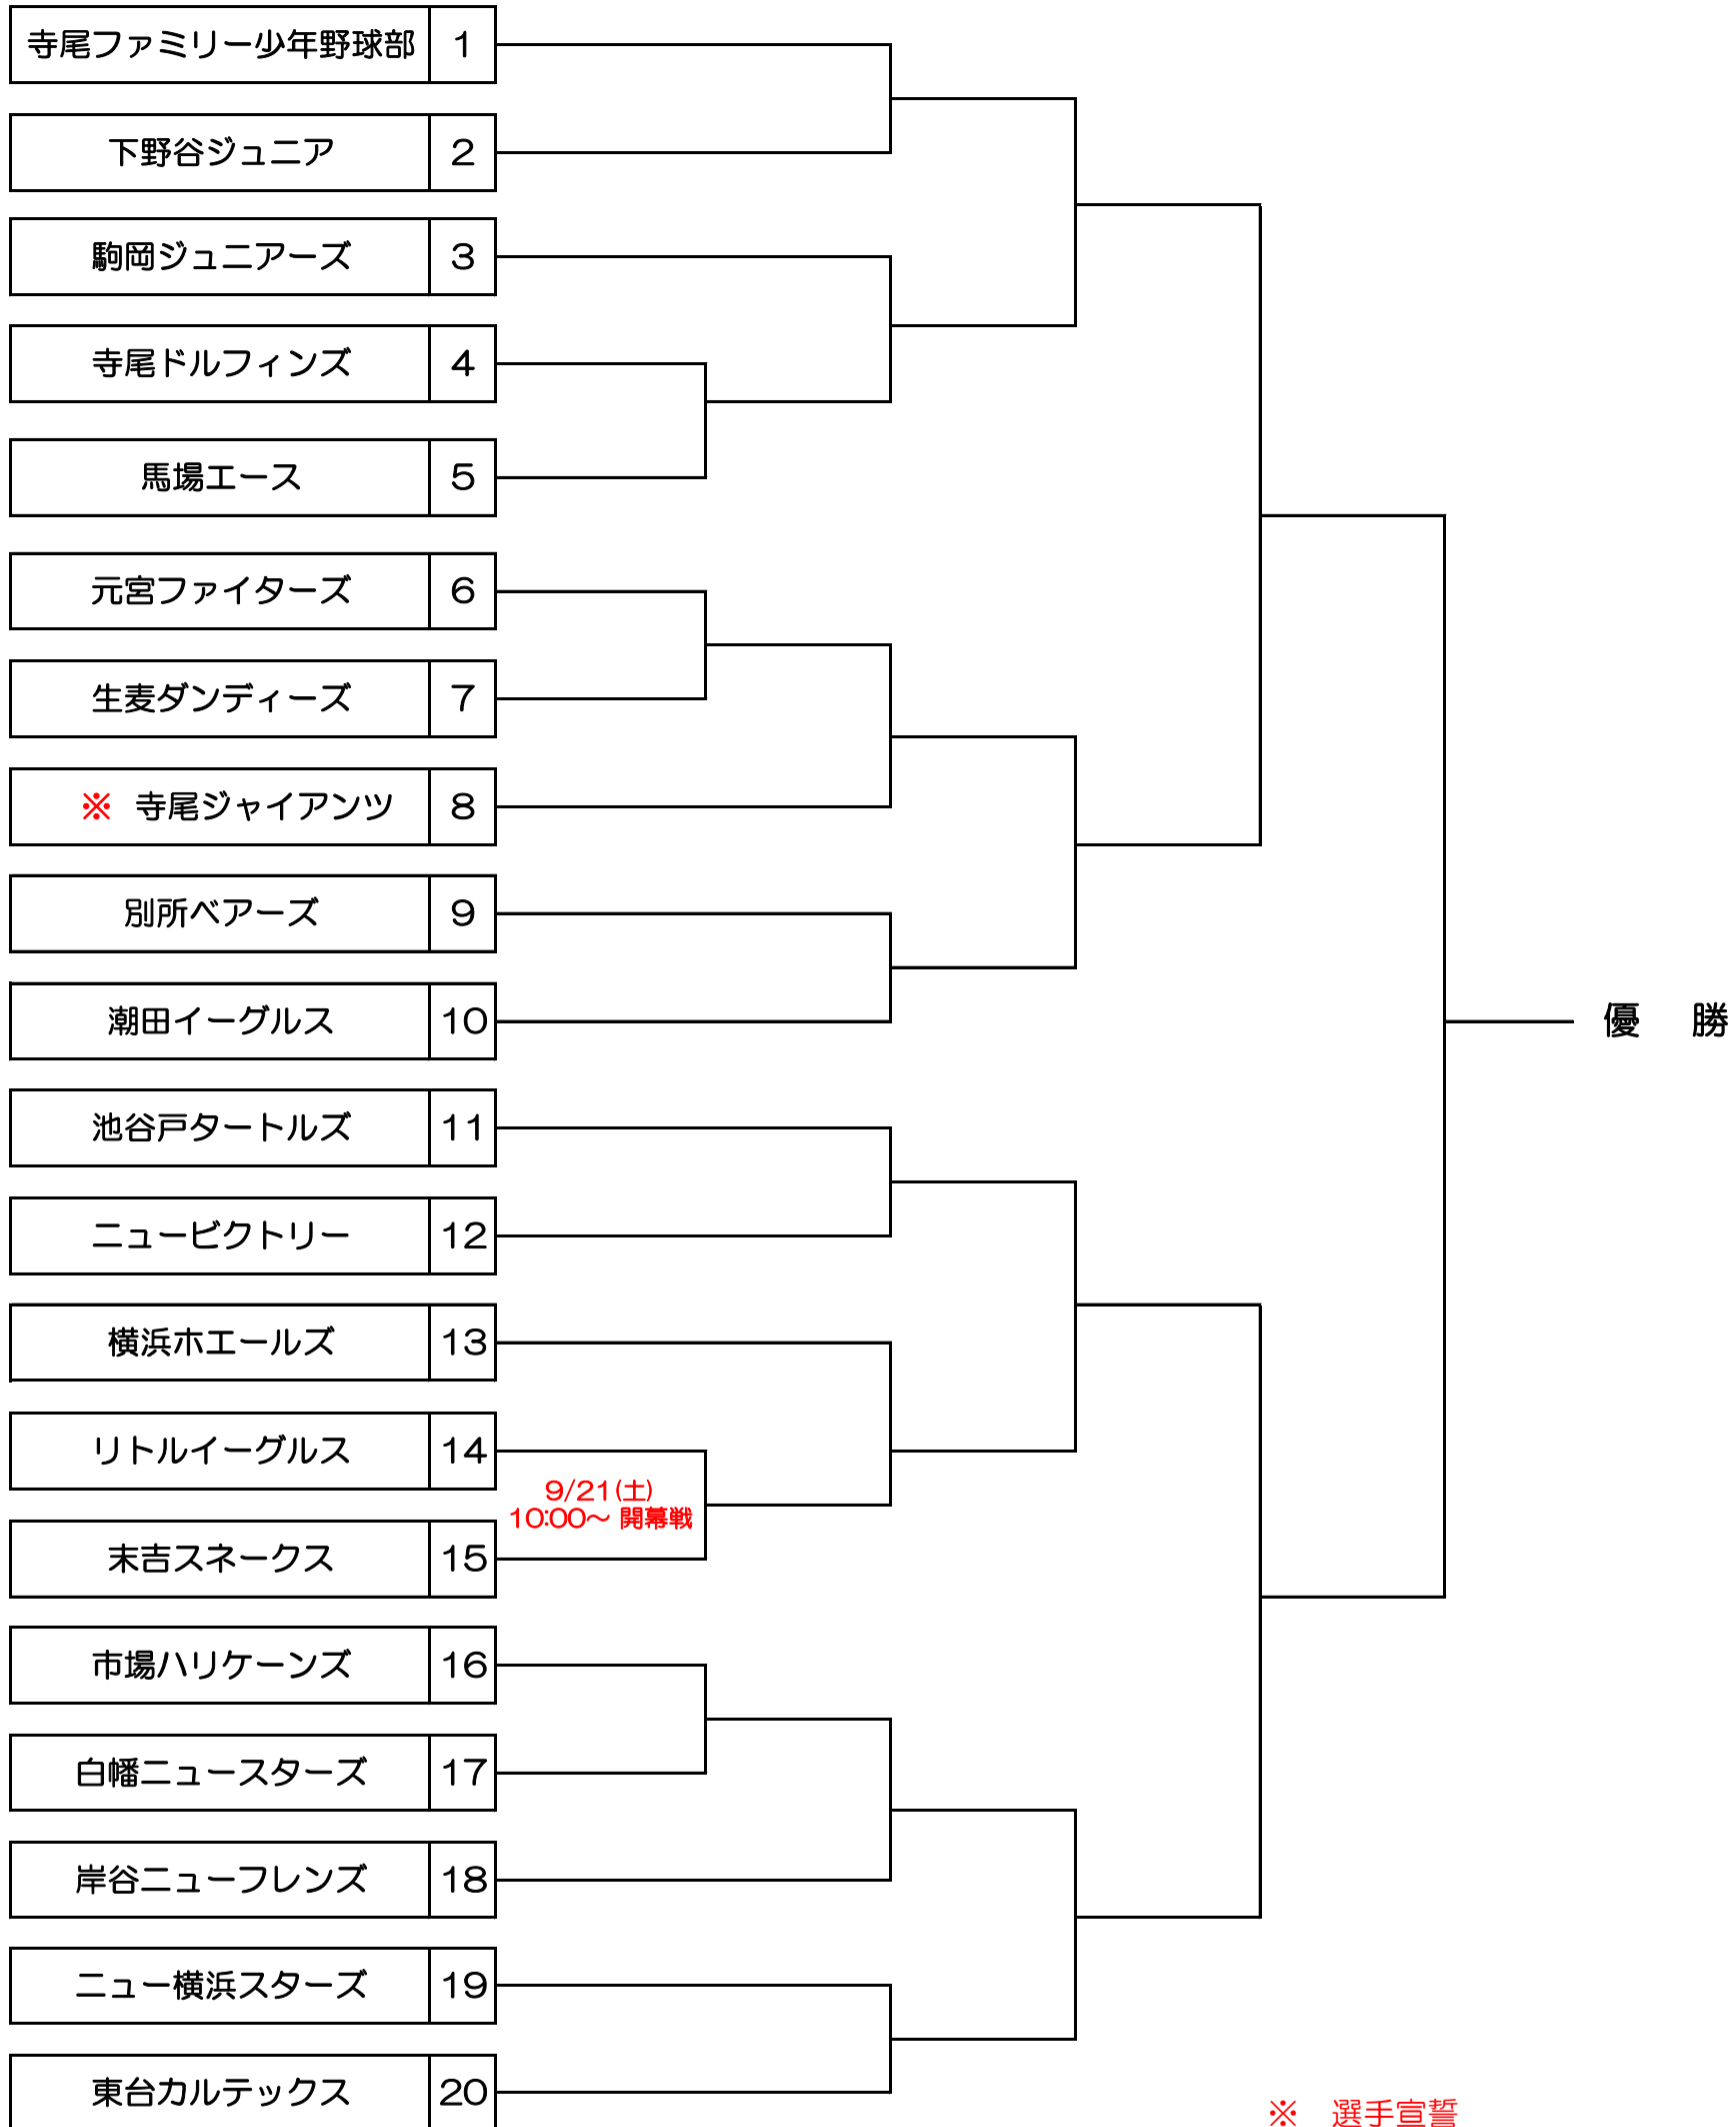 寺尾ファミリー少年野球部 1
下野谷ジュニア 2
駒岡ジュニアーズ 3
寺尾ドルフィンズ 4
馬場エース 5
元宮ファイターズ 6
生麦ダンディーズ 7
※ 寺尾ジャイアンツ 8
別所ベアーズ 9
潮田イーグルス 10
優 勝
池谷戸タートルズ 11
ニュービクトリー 12
横浜ホエールズ 13
リトルイーグルス 14
9/21(土)
10:00～ 開幕戦
末吉スネークス 15
市場ハリケーンズ 16
白幡ニュースターズ 17
岸谷ニューフレンズ 18
ニュー横浜スターズ 19
東台カルテックス 20
※ 選手宣誓